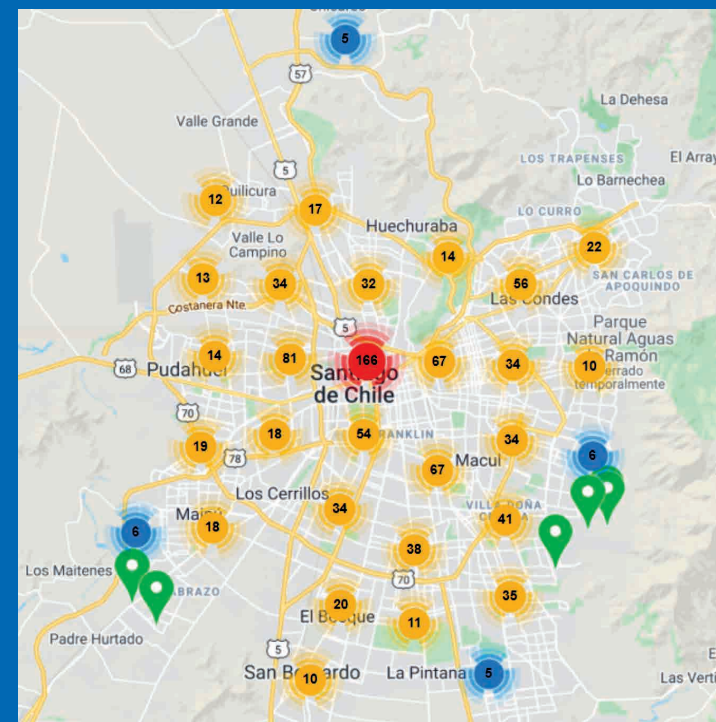 5
57
La Dehesa
Valle Grande
LOS TRAPENSES
El Array
5
Lo Barnechea
12
17
LO CURRO
Huechuraba
Valle Lo
Campino
14
22
13
34
32
56
SAN CARLOS DE
APOQUINDO
Las Condes
Costanera Nte.
5
Parque
Natural Aguas
Ramón
errado
temporalmente
14
81
166
67
34
10
68
Pudahuel
Santiago
de Chile
70
19
18
54
FRANKLIN
34
78
67
Macul
6
Los Cerrillos
34
Maipú
18
VILLA DOÑA
41
6
38
Los Maitenes
70
ABRAZO
35
20
El Bosque
11
Padre Hurtado
5
San Bernardo
10
La Pintana
5
Las Verti